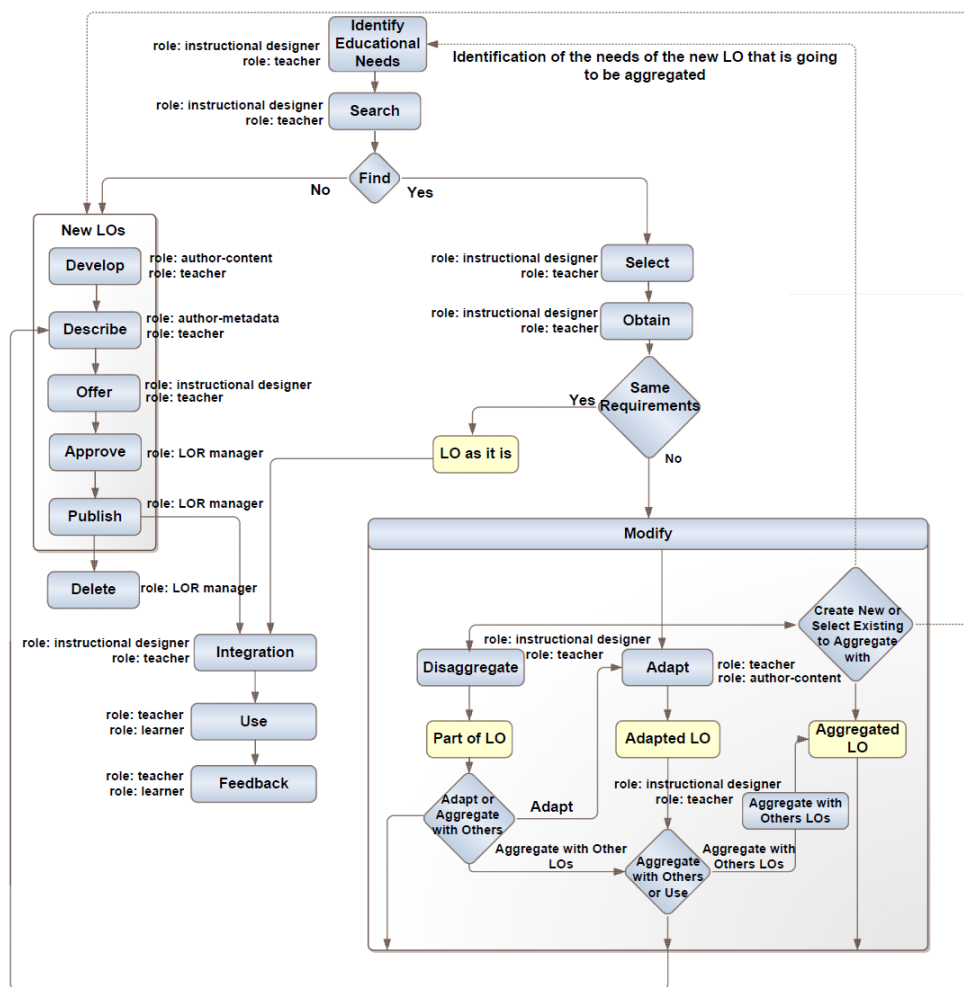 Identify
Educational
Needs
role: instructional designer
role: teacher
Identification of the needs of the new LO that is going
to be aggregated
Search
role: instructional designer
role: teacher
Find
No
Yes
New LOs
Develop
role: author-content
role: teacher
Describe
role: author-metadata
role: teacher
Offer
role: instructional designer
role: teacher
Approve
role: LOR manager
Publish
role: LOR manager
Delete
role: LOR manager
role: instructional designer
role: teacher
Select
role: instructional designer
role: teacher
Obtain
Same
Requirements
Yes
No
LO as it is
role: instructional designer
role: teacher
Integration
role: teacher
role: learner
Use
role: teacher
role: learner
Feedback
Modify
Create New or
Select Existing
to Aggregate
with
role: instructional designer
role: teacher
Disaggregate
Adapt
role: teacher
role: author-content
Part of LO
Adapted LO
Aggregated
LO
Adapt or
Aggregate
with Others
Adapt
role: instructional designer
role: teacher
Aggregate with
Others LOs
Aggregate with Other
LOs
Aggregate
with Others
or Use
Aggregate with
Others LOs